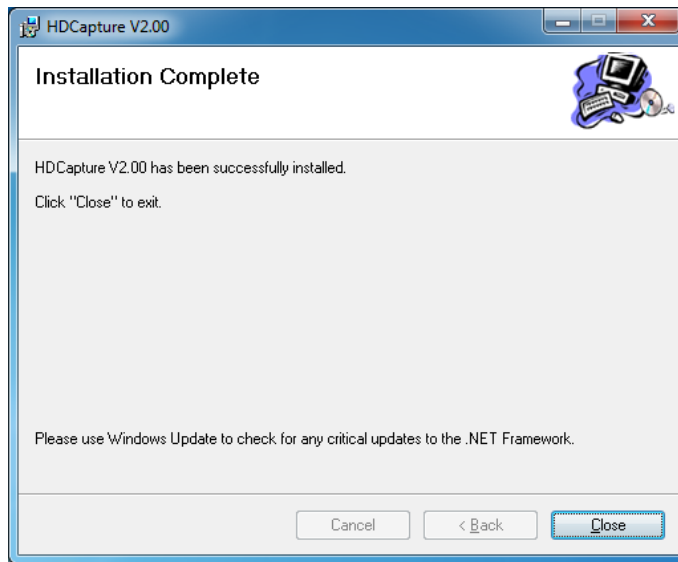 HDCapture V2.00
Installation Complete
HDCapture V2.00 has been successfully installed.
Click "Close" to exit.
Please use Windows Update to check for any critical updates to the .NET Framework.
Cancel
< Back
Close